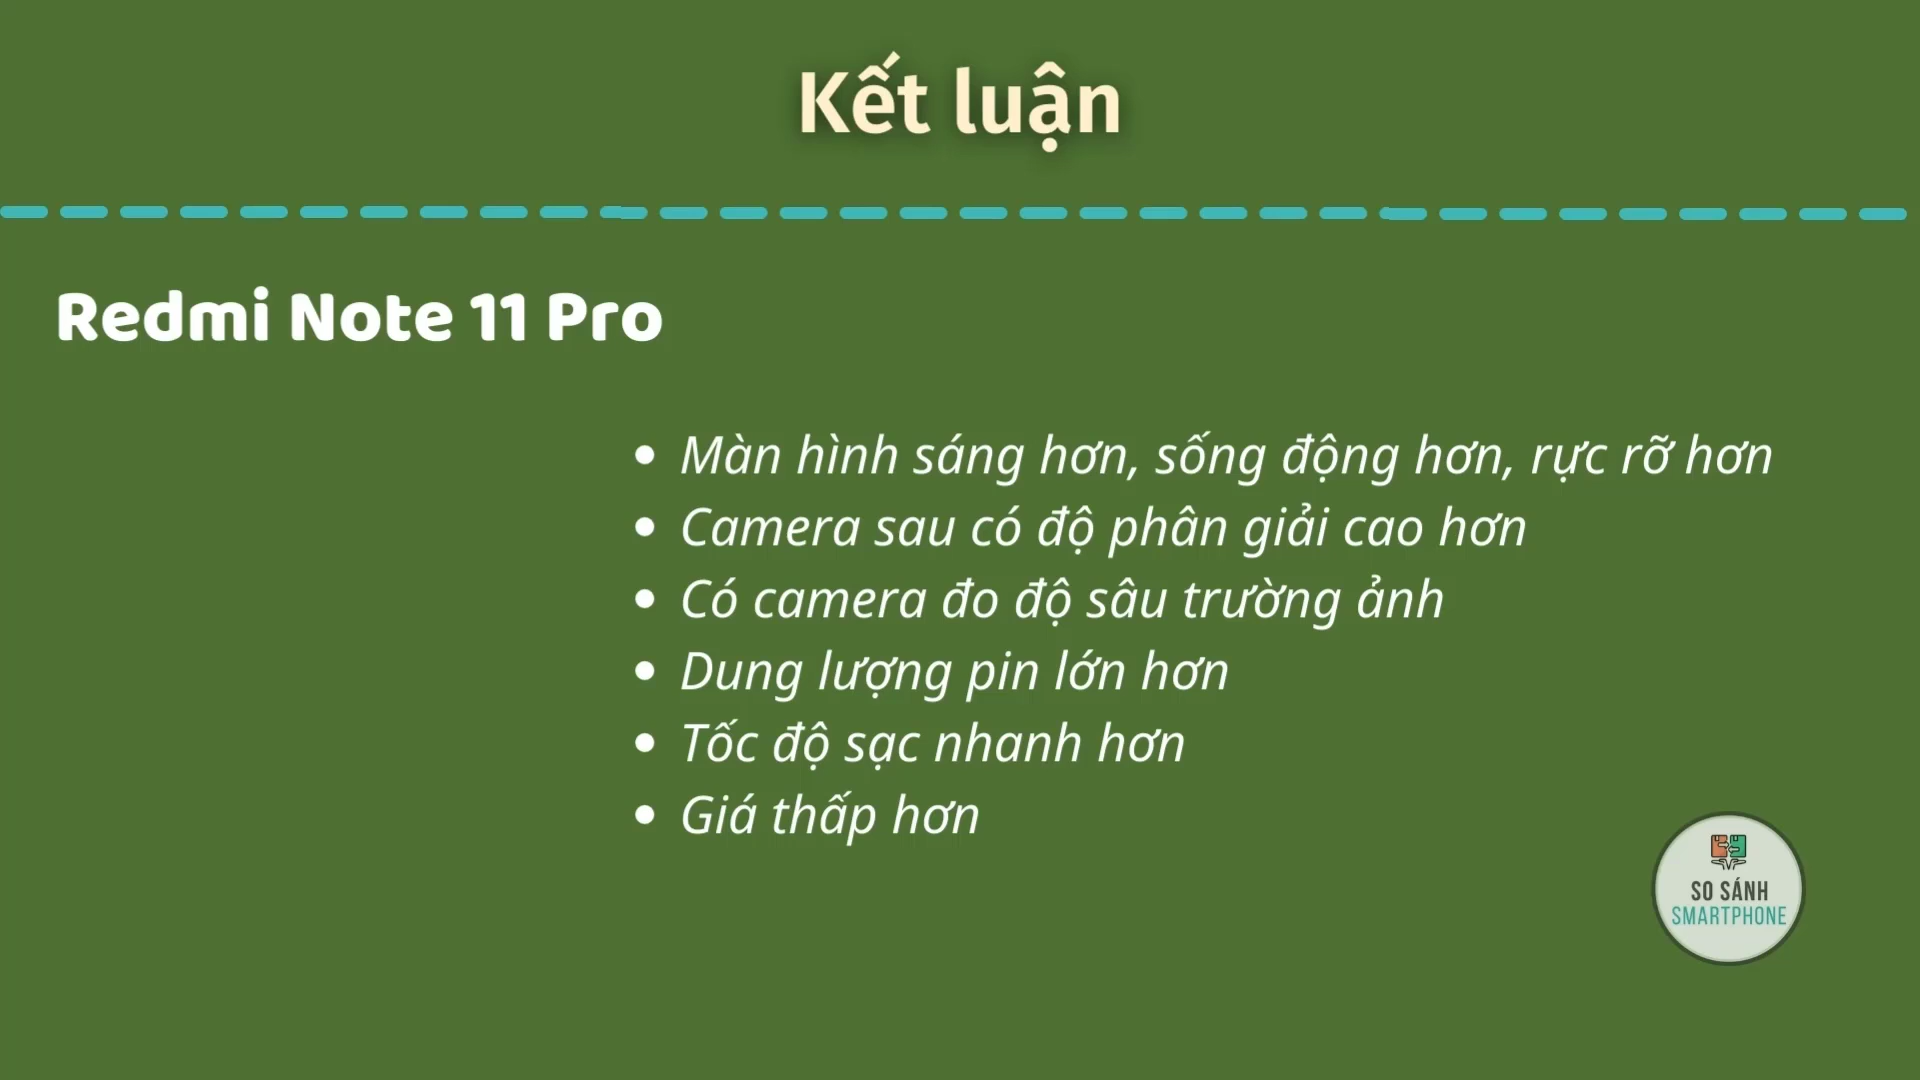 Kết luận
Redmi Note 11 Pro
Màn hình sáng hơn, sống động hơn, rực rỡ hơn
Camera sau có độ phân giải cao hơn
Có camera đo độ sâu trường ảnh
Dung lượng pin lớn hơn
Tốc độ sạc nhanh hơn
Giá thấp hơn
SO SÁNH
SMARTPHONE